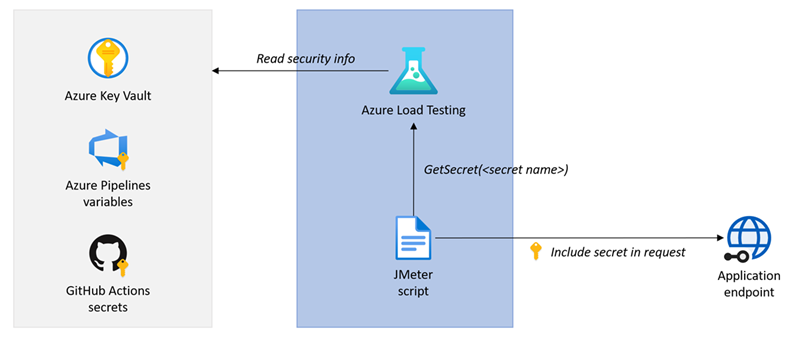 Azure Key Vault
Azure Pipelines
variables
GitHub Actions
secrets
Read security info
Azure Load Testing
GetSecret(<secret name>)
JMeter
script
Include secret in request
Application
endpoint